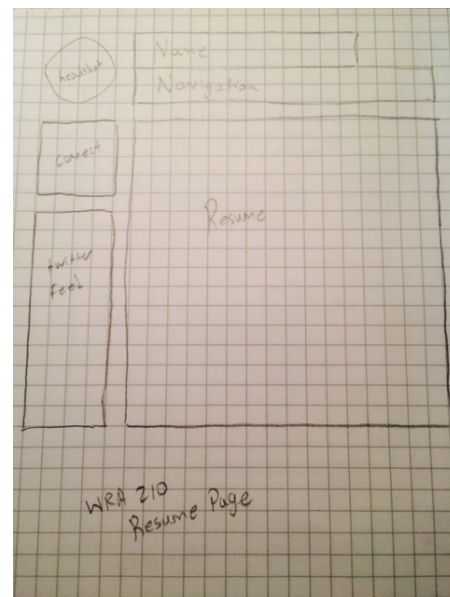 headshot
Name
Navigation
Connect
Resume
twitter
feed
WRA 210
Resume Page